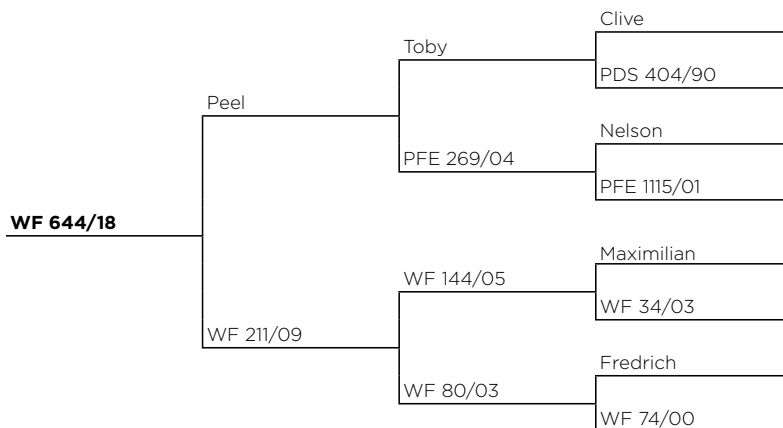 Clive
Toby
PDS 404/90
Peel
Nelson
PFE 269/04
PFE 1115/01
WF 644/18
Maximilian
WF 144/05
WF 34/03
WF 211/09
Fredrich
WF 80/03
WF 74/00